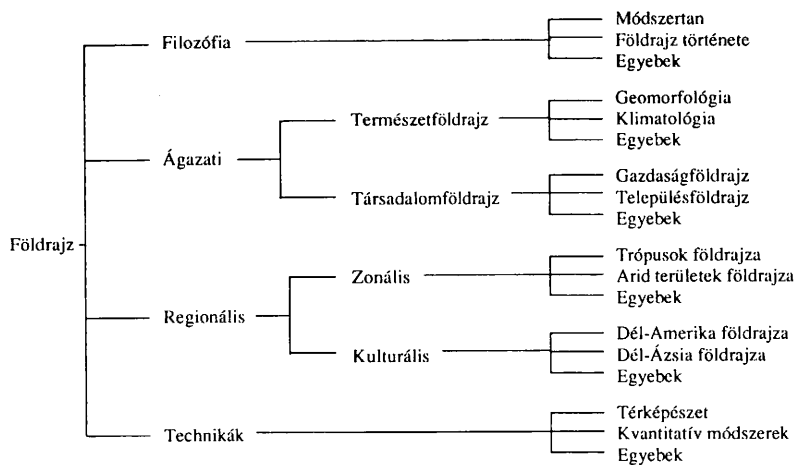 Földrajz
Filozófia
Módszertan
Földrajz története
Egyebek
Ágazati
Természetföldrajz
Geomorfológia
Klimatológia
Egyebek
Társadalomföldrajz
Gazdaságföldrajz
Településföldrajz
Egyebek
Regionális
Zonális
Trópusok földrajza
Arid területek földrajza
Egyebek
Kulturális
Dél-Amerika földrajza
Dél-Ázsia földrajza
Egyebek
Technikák
Térképészet
Kvantitatív módszerek
Egyebek